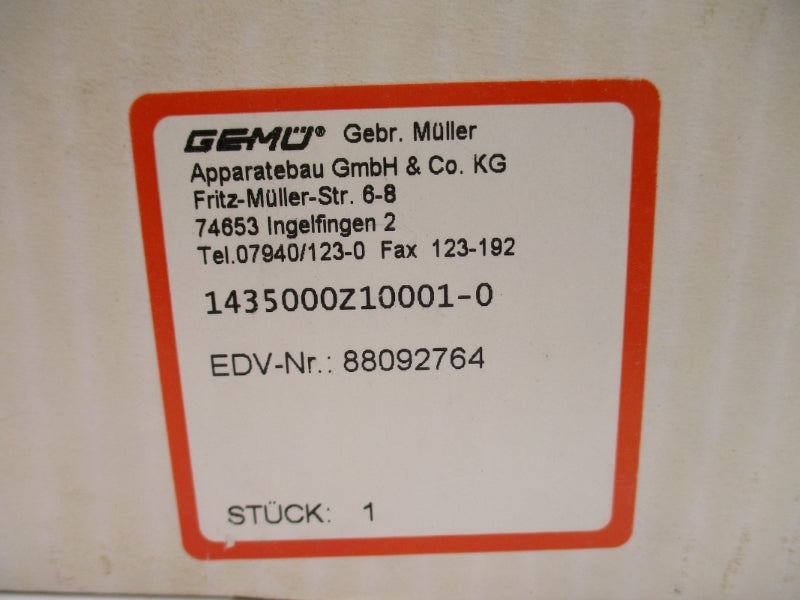 GEMÜ® Gebr. Müller
Apparatebau GmbH & Co. KG
Fritz-Müller-Str. 6-8
74653 Ingelfingen 2
Tel.07940/123-0 Fax 123-192
1435000Z10001-0
EDV-Nr.: 88092764
STÜCK: 1